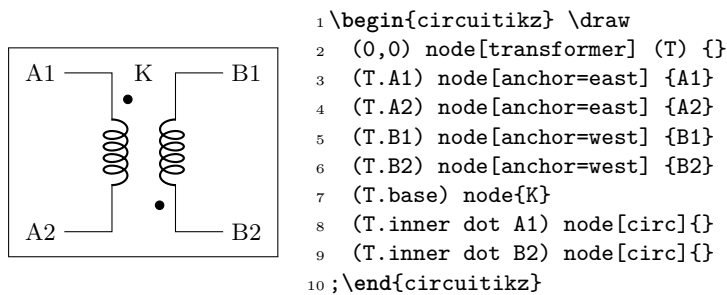 A1 K B1
A2 B2
1 \begin{circuitikz} \draw
2 (0,0) node[transformer] (T) {}
3 (T.A1) node[anchor=east] {A1}
4 (T.A2) node[anchor=east] {A2}
5 (T.B1) node[anchor=west] {B1}
6 (T.B2) node[anchor=west] {B2}
7 (T.base) node{K}
8 (T.inner dot A1) node[circ]{}
9 (T.inner dot B2) node[circ]{}
10 ;\end{circuitikz}